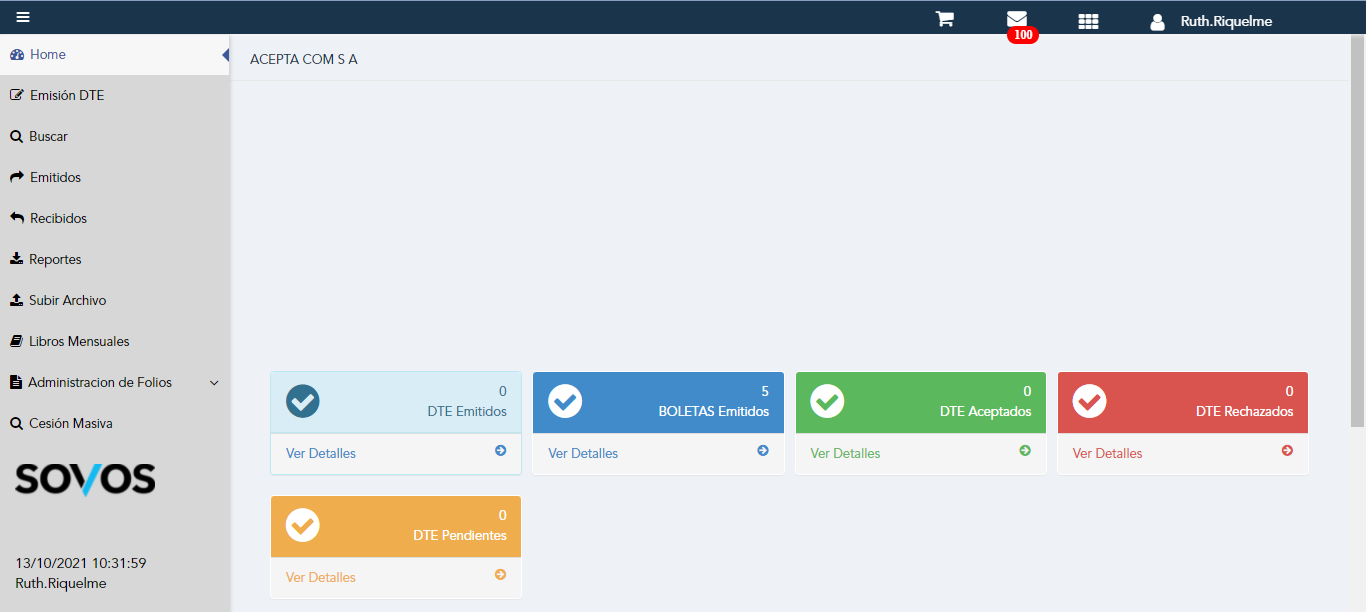 100
Ruth.Riquelme
Home
Emisión DTE
Buscar
Emitidos
Recibidos
Reportes
Subir Archivo
Libros Mensuales
Administracion de Folios
Cesión Masiva
SOVOS
13/10/2021 10:31:59
Ruth.Riquelme
ACEPTA COM S A
0
DTE Emitidos
Ver Detalles
5
BOLETAS Emitidos
Ver Detalles
0
DTE Aceptados
Ver Detalles
0
DTE Rechazados
Ver Detalles
0
DTE Pendientes
Ver Detalles